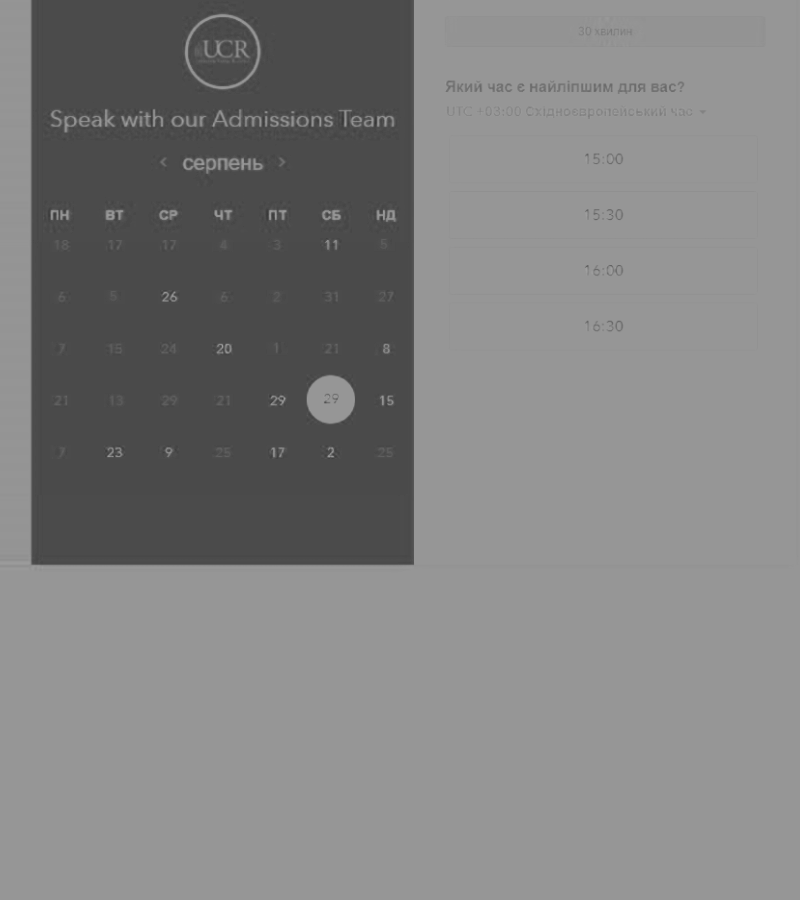 UCR
Speak with our Admissions Team
< серпень >
ПН ВТ СР ЧТ ПТ СБ НД
18 17 17 4 3 11 5
6 5 26 6 2 31 27
7 15 24 20 1 21 8
21 13 29 21 29 29 15
7 23 9 25 17 2 25
30 хвилин
Який час є найліпшим для вас?
UTC +03:00 Східноєвропейський час
15:00
15:30
16:00
16:30